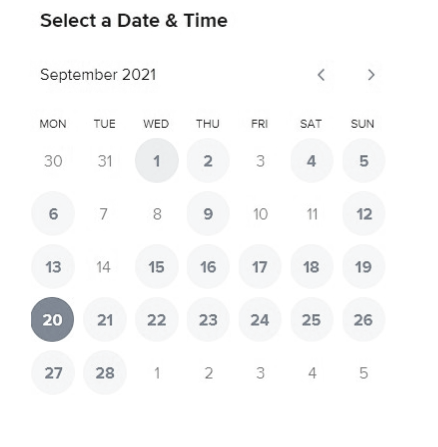 Select a Date & Time
September 2021
MON TUE WED THU FRI SAT SUN
30 31 1 2 3 4 5
6 7 8 9 10 11 12
13 14 15 16 17 18 19
20 21 22 23 24 25 26
27 28 1 2 3 4 5